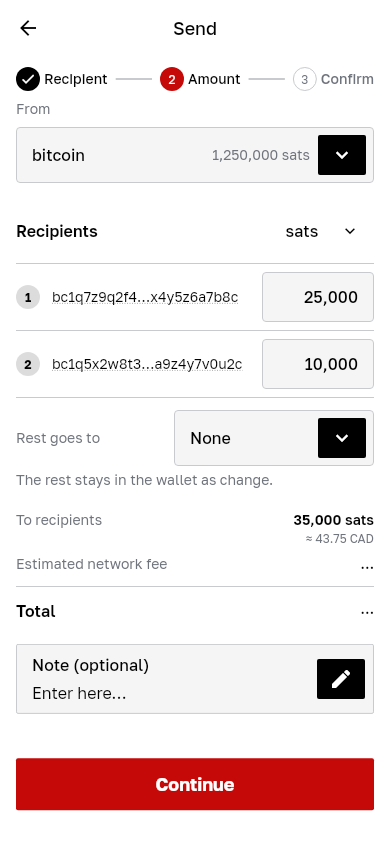 Send
Recipient 2 Amount 3 Confirm
From
bitcoin 1,250,000 sats
Recipients sats
1 bc1q7z9q2f4...x4y5z6a7b8c 25,000
2 bc1q5x2w8t3...a9z4y7v0u2c 10,000
Rest goes to None
The rest stays in the wallet as change.
To recipients 35,000 sats
≈ 43.75 CAD
Estimated network fee ...
Total ...
Note (optional)
Enter here...
Continue